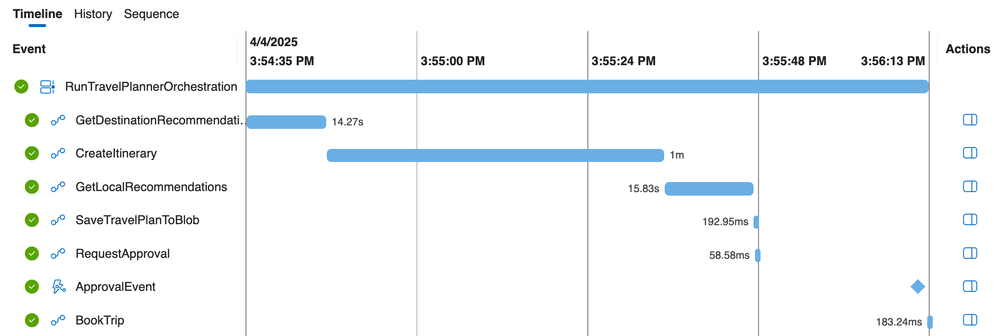 Timeline History Sequence
Event
4/4/2025
3:54:35 PM 3:55:00 PM 3:55:24 PM 3:55:48 PM 3:56:13 PM
Actions
RunTravelPlannerOrchestration
GetDestinationRecommendati.. 14.27s
CreateItinerary 1m
GetLocalRecommendations 15.83s
SaveTravelPlanToBlob 192.95ms
RequestApproval 58.58ms
ApprovalEvent
BookTrip 183.24ms